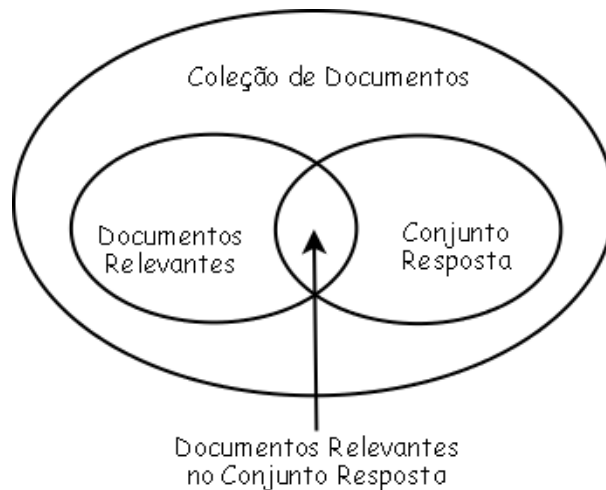 Coleção de Documentos
Documentos
Relevantes
Conjunto
Resposta
Documentos Relevantes
no Conjunto Resposta